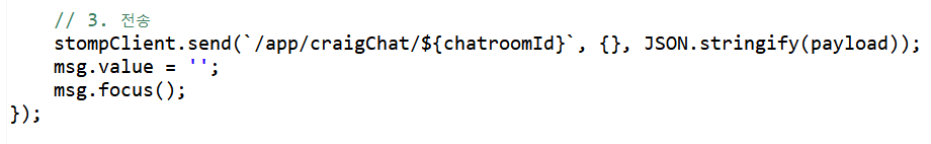 // 3. 전송
stompClient.send(`/app/craigChat/${chatroomId}`, {}, JSON.stringify(payload));
msg.value = '';
msg.focus();
});